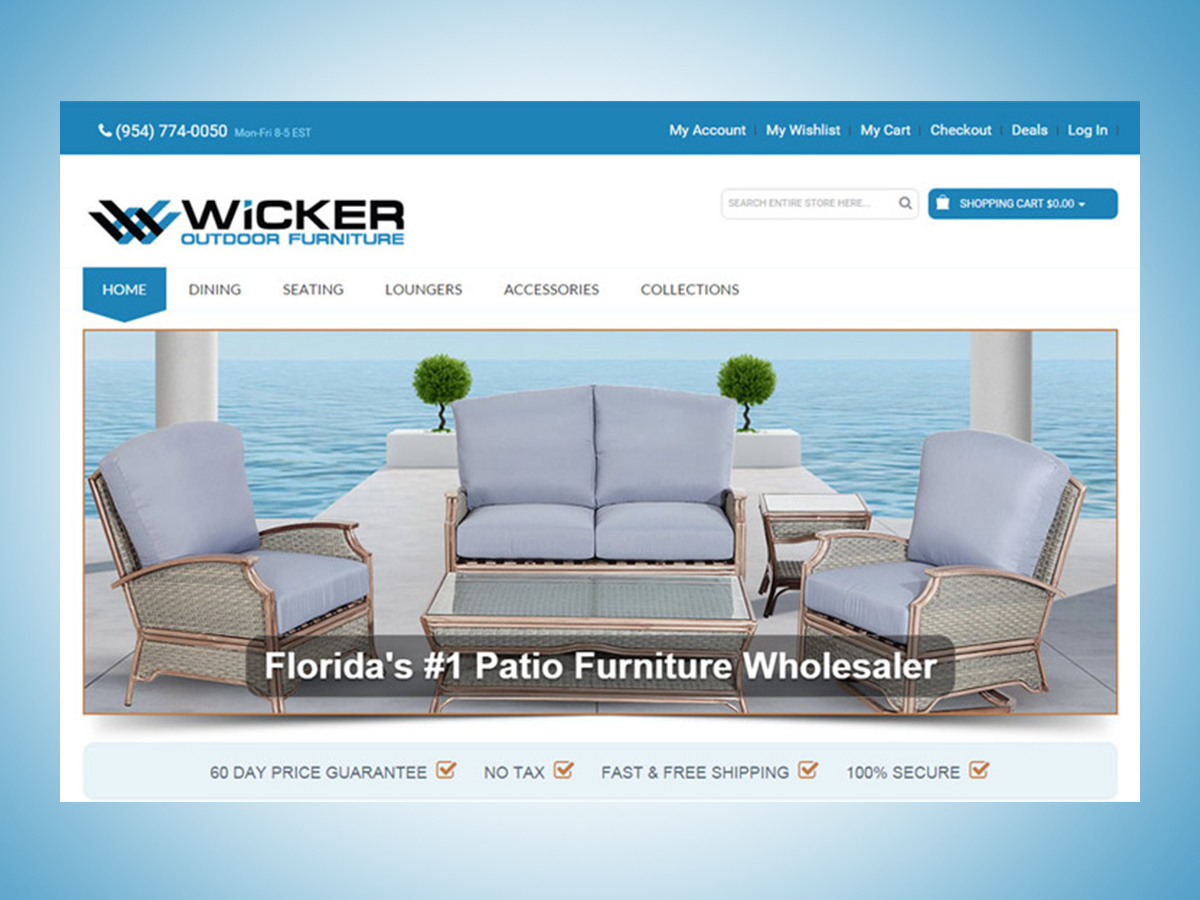 (954) 774-0050 Mon-Fri 8-5 EST
My Account | My Wishlist | My Cart | Checkout | Deals | Log In |
WiCKER
OUTDOOR FURNITURE
SEARCH ENTIRE STORE HERE...
SHOPPING CART $0.00
HOME DINING SEATING LOUNGERS ACCESSORIES COLLECTIONS
Florida's #1 Patio Furniture Wholesaler
60 DAY PRICE GUARANTEE NO TAX FAST & FREE SHIPPING 100% SECURE